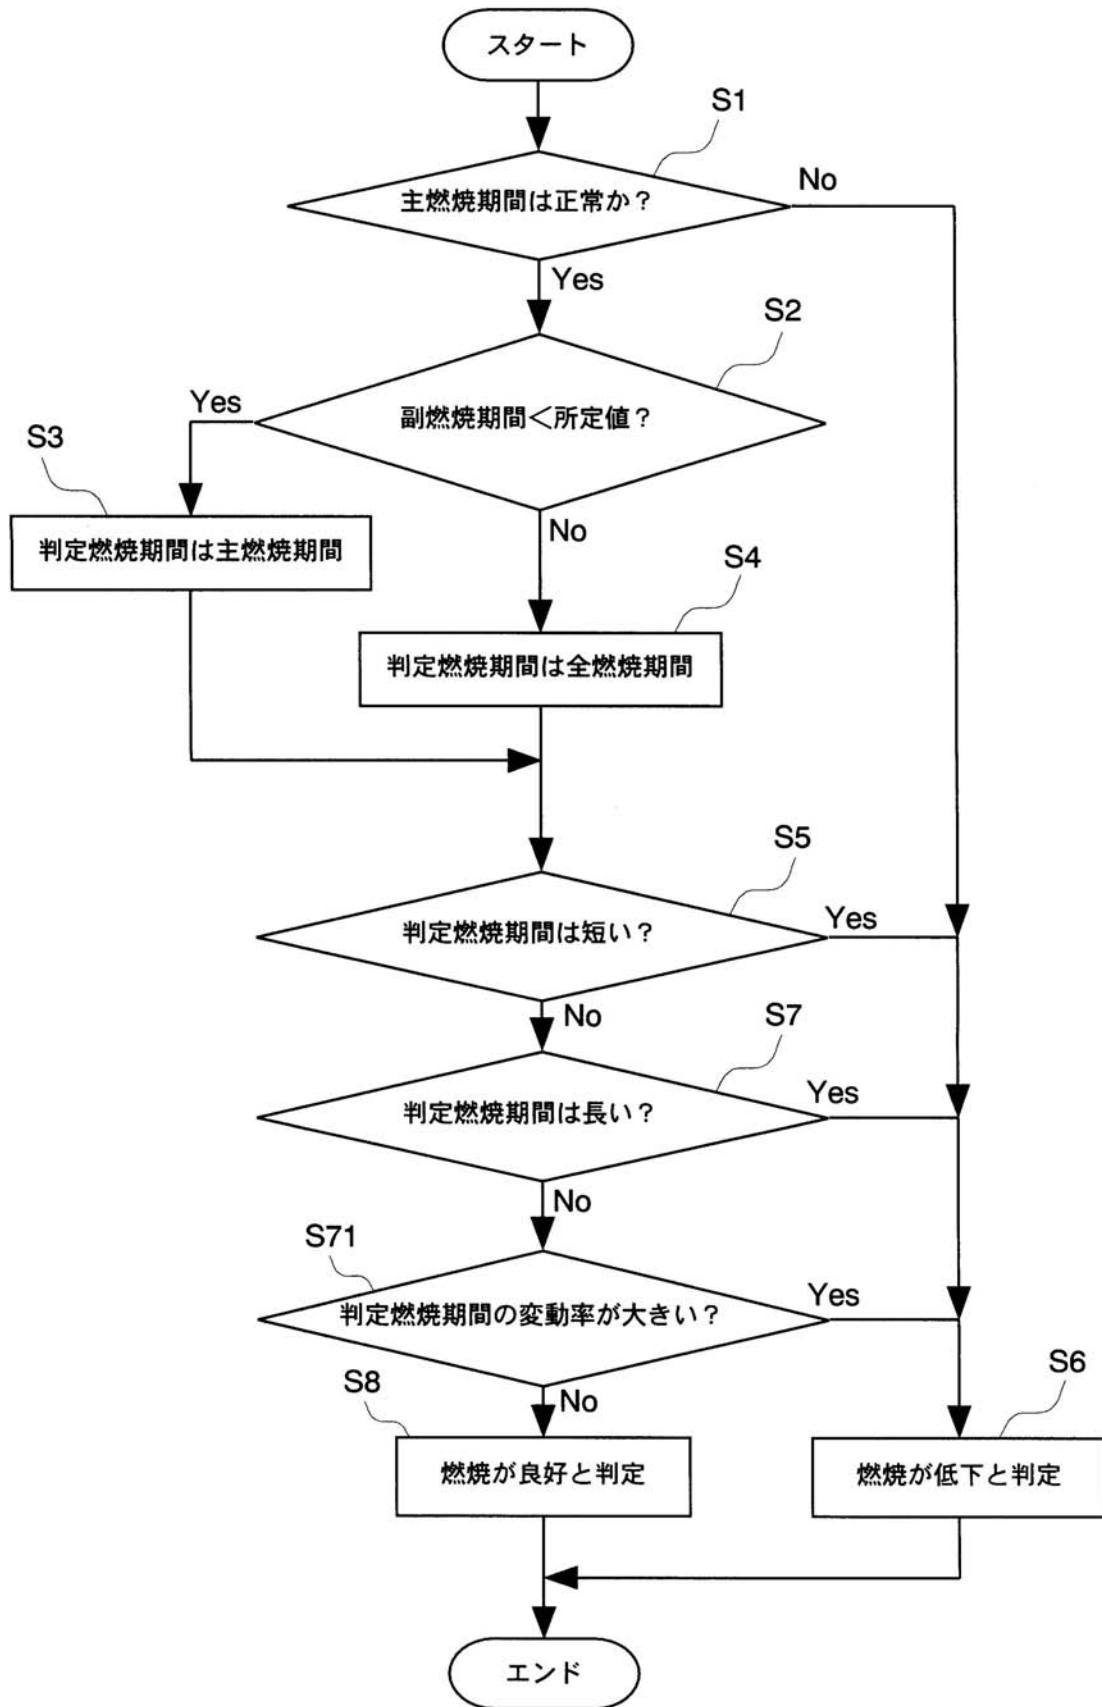 スタート
S1
主燃焼期間は正常か？
No
Yes
S2
副燃焼期間＜所定値？
Yes
No
S3
判定燃焼期間は主燃焼期間
S4
判定燃焼期間は全燃焼期間
S5
判定燃焼期間は短い？
Yes
No
S7
判定燃焼期間は長い？
Yes
No
S71
判定燃焼期間の変動率が大きい？
Yes
No
S8
燃焼が良好と判定
S6
燃焼が低下と判定
エンド